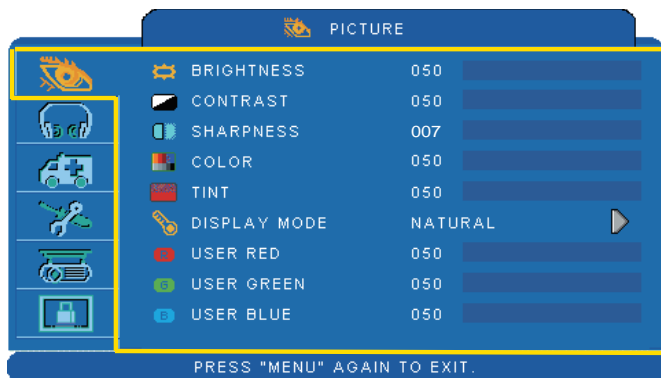 PICTURE
BRIGHTNESS 050
CONTRAST 050
SHARPNESS 007
COLOR 050
TINT 050
DISPLAY MODE NATURAL
USER RED 050
G USER GREEN 050
B USER BLUE 050
PRESS "MENU" AGAIN TO EXIT.